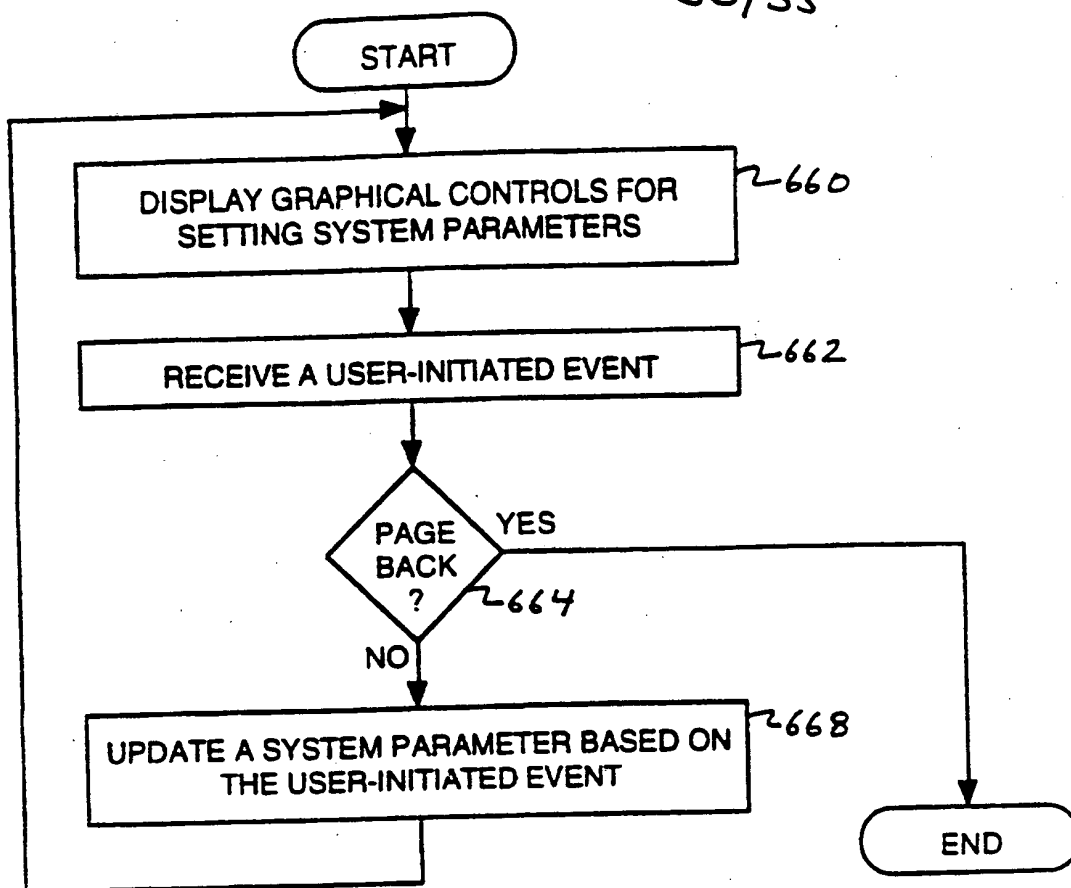 START
DISPLAY GRAPHICAL CONTROLS FOR
SETTING SYSTEM PARAMETERS
660
RECEIVE A USER-INITIATED EVENT
662
PAGE
BACK
?
YES
664
NO
UPDATE A SYSTEM PARAMETER BASED ON
THE USER-INITIATED EVENT
668
END